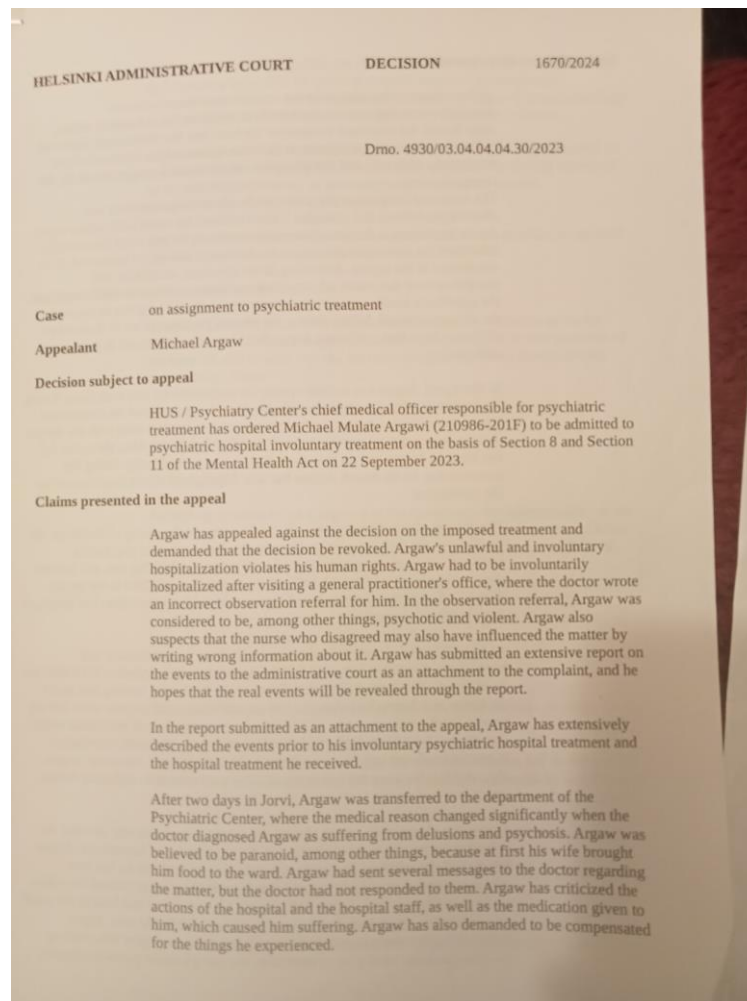 HELSINKI ADMINISTRATIVE COURT DECISION 1670/2024
Drno. 4930/03.04.04.04.30/2023
Case on assignment to psychiatric treatment
Appealant Michael Argaw
Decision subject to appeal
HUS / Psychiatry Center's chief medical officer responsible for psychiatric
treatment has ordered Michael Mulate Argawi (210986-201F) to be admitted to
psychiatric hospital involuntary treatment on the basis of Section 8 and Section
11 of the Mental Health Act on 22 September 2023.
Claims presented in the appeal
Argaw has appealed against the decision on the imposed treatment and
demanded that the decision be revoked. Argaw's unlawful and involuntary
hospitalization violates his human rights. Argaw had to be involuntarily
hospitalized after visiting a general practitioner's office, where the doctor wrote
an incorrect observation referral for him. In the observation referral, Argaw was
considered to be, among other things, psychotic and violent. Argaw also
suspects that the nurse who disagreed may also have influenced the matter by
writing wrong information about it. Argaw has submitted an extensive report on
the events to the administrative court as an attachment to the complaint, and he
hopes that the real events will be revealed through the report.
In the report submitted as an attachment to the appeal, Argaw has extensively
described the events prior to his involuntary psychiatric hospital treatment and
the hospital treatment he received.
After two days in Jorvi, Argaw was transferred to the department of the
Psychiatric Center, where the medical reason changed significantly when the
doctor diagnosed Argaw as suffering from delusions and psychosis. Argaw was
believed to be paranoid, among other things, because at first his wife brought
him food to the ward. Argaw had sent several messages to the doctor regarding
the matter, but the doctor had not responded to them. Argaw has criticized the
actions of the hospital and the hospital staff, as well as the medication given to
him, which caused him suffering. Argaw has also demanded to be compensated
for the things he experienced.